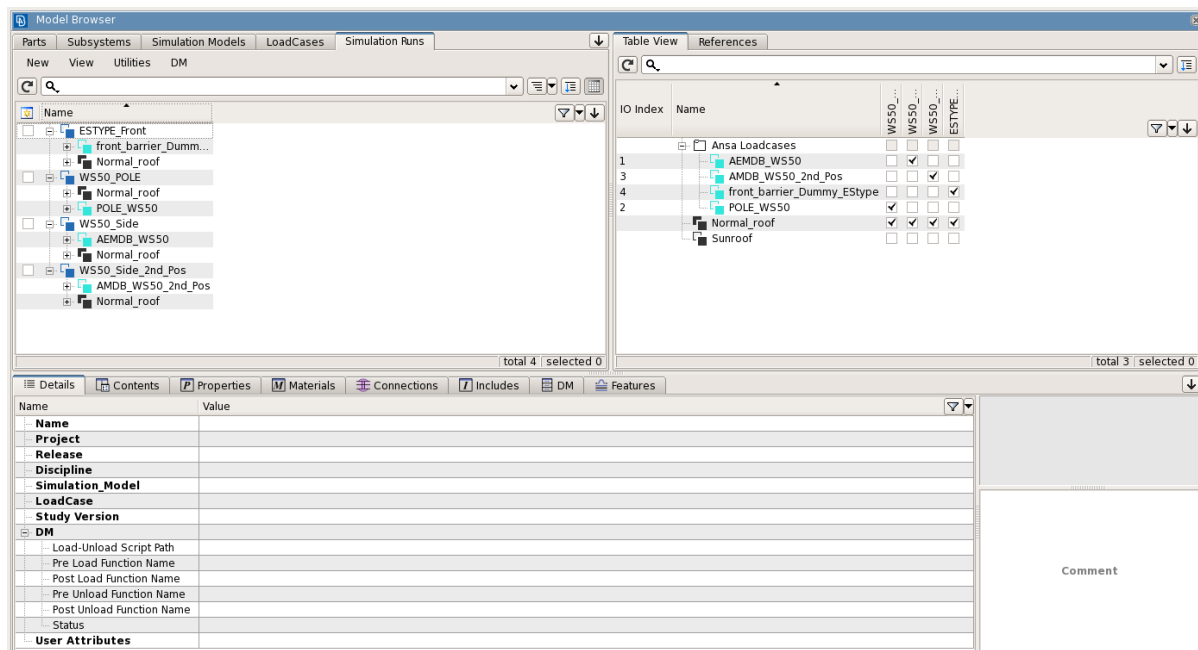 Model Browser
Parts Subsystems Simulation Models LoadCases Simulation Runs
New View Utilities DM
Name
ESTYPE_Front
front_barrier_Dumm...
Normal_roof
WS50_POLE
Normal_roof
POLE_WS50
WS50_Side
AEMDB_WS50
Normal_roof
WS50_Side_2nd_Pos
AMDB_WS50_2nd_Pos
Normal_roof
total 4 selected 0
Table View References
IO Index Name WS50_... WS50_... WS50_... ESTYPE...
Ansa Loadcases
1 AEMDB_WS50
3 AMDB_WS50_2nd_Pos
4 front_barrier_Dummy_EStype
2 POLE_WS50
Normal_roof
Sunroof
total 3 selected 0
Details Contents P Properties M Materials Connections I Includes DM Features
Name Value
Name
Project
Release
Discipline
Simulation_Model
LoadCase
Study Version
DM
Load-Unload Script Path
Pre Load Function Name
Post Load Function Name
Pre Unload Function Name
Post Unload Function Name
Status
User Attributes
Comment